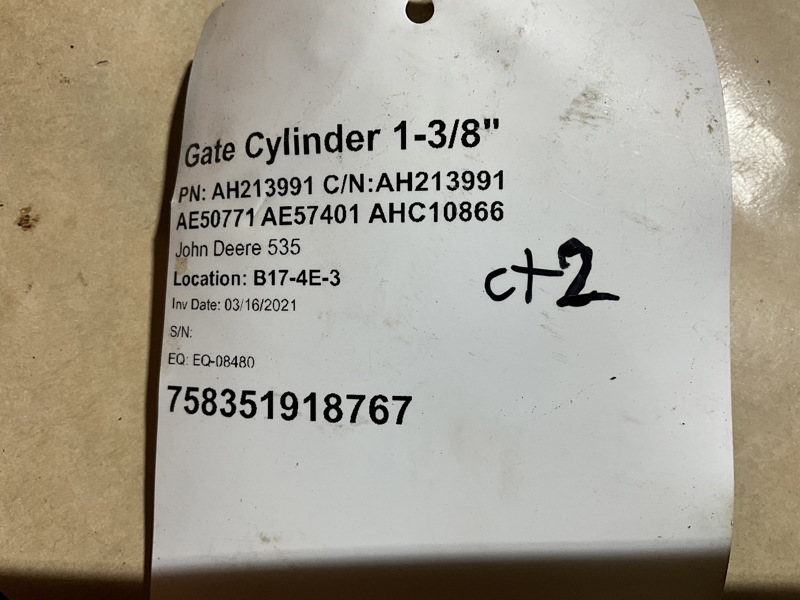 Gate Cylinder 1-3/8"
PN: AH213991 C/N:AH213991
AE50771 AE57401 AHC10866
John Deere 535
Location: B17-4E-3
Inv Date: 03/16/2021
S/N:
EQ: EQ-08480
758351918767
ct2